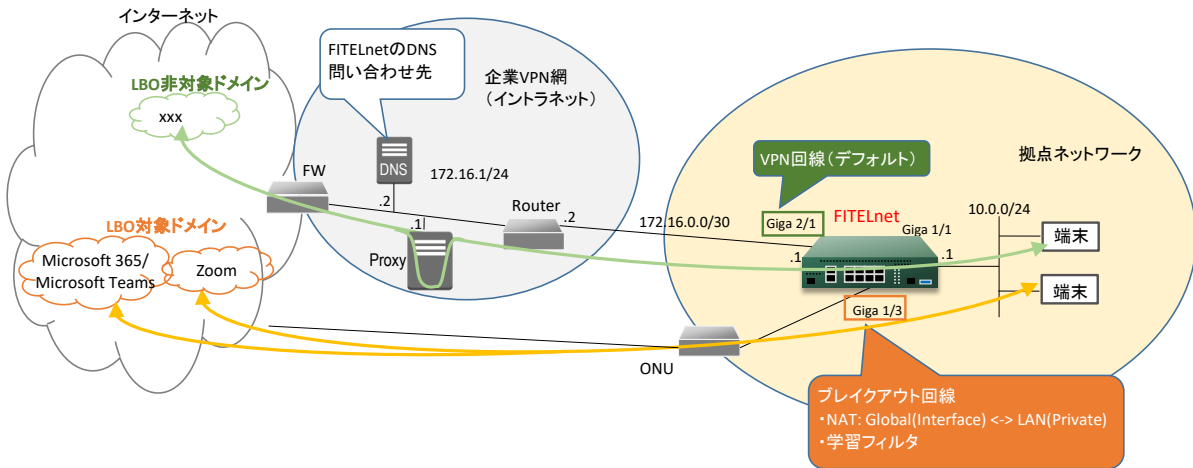 インターネット
LBO非対象ドメイン
xxx
FITELnetのDNS
問い合わせ先
企業VPN網
(イントラネット)
FW
DNS
172.16.1/24
.2
.1
Router
.2
Proxy
LBO対象ドメイン
Microsoft 365/
Microsoft Teams
Zoom
VPN回線(デフォルト)
拠点ネットワーク
172.16.0.0/30
Giga 2/1
FITELnet
Giga 1/1
10.0.0/24
.1
.1
端末
端末
Giga 1/3
ONU
ブレイクアウト回線
・NAT: Global(Interface) <-> LAN(Private)
・学習フィルタ